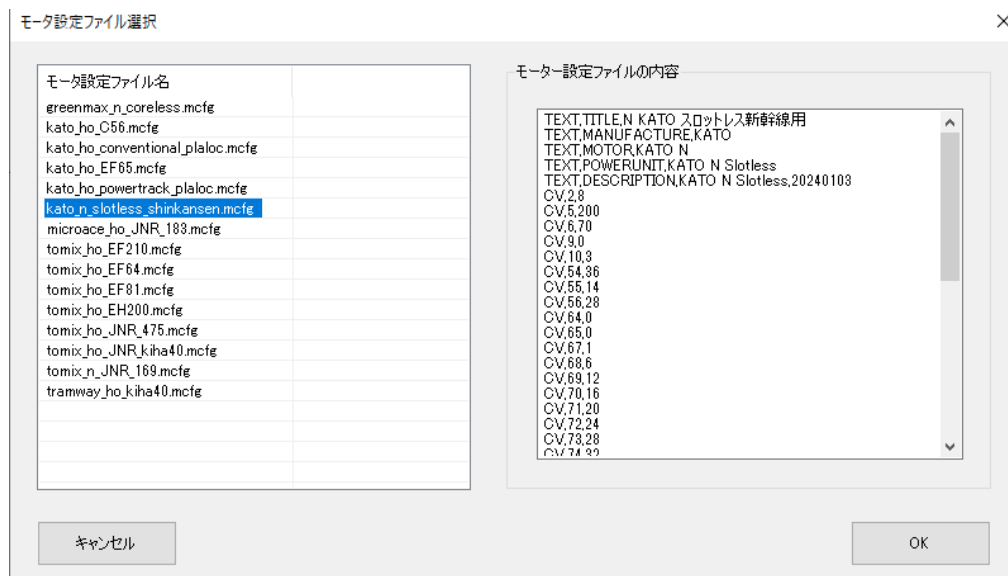 モータ設定ファイル選択
モータ設定ファイル名
greenmax_n_coreless.mcfg
kato_ho_C56.mcfg
kato_ho_conventional_plaloc.mcfg
kato_ho_EF65.mcfg
kato_ho_powertrack_plaloc.mcfg
kato_n_slotless_shinkansen.mcfg
microace_ho_JNR_183.mcfg
tomix_ho_EF210.mcfg
tomix_ho_EF64.mcfg
tomix_ho_EF81.mcfg
tomix_ho_EH200.mcfg
tomix_ho_JNR_475.mcfg
tomix_ho_JNR_kiha40.mcfg
tomix_n_JNR_169.mcfg
tramway_ho_kiha40.mcfg
モーター設定ファイルの内容
TEXT,TITLE,N KATO スロットレス新幹線用
TEXT,MANUFACTURE,KATO
TEXT,MOTOR,KATO N
TEXT,POWERUNIT,KATO N Slotless
TEXT,DESCRIPTION,KATO N Slotless,20240103
CV,2,8
CV,5,200
CV,6,70
CV,9,0
CV,10,3
CV,54,36
CV,55,14
CV,56,28
CV,64,0
CV,65,0
CV,67,1
CV,68,6
CV,69,12
CV,70,16
CV,71,20
CV,72,24
CV,73,28
CV,74,32
キャンセル
OK